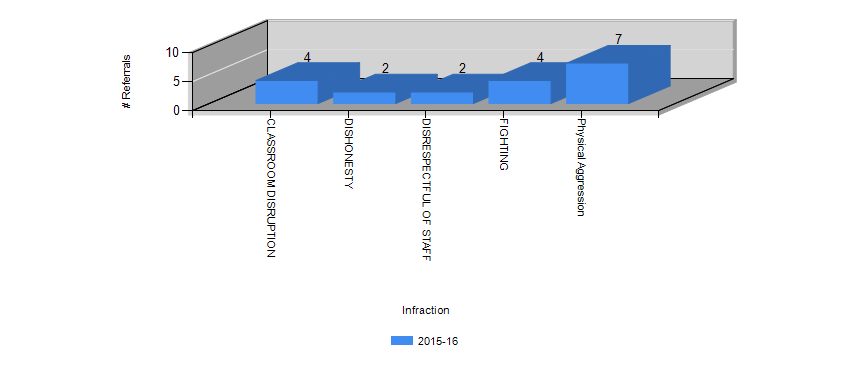 # Referrals
10
5
0
4
2
2
4
7
CLASSROOM DISRUPTION
DISHONESTY
DISRESPECTFUL OF STAFF
FIGHTING
Physical Aggression
Infraction
2015-16